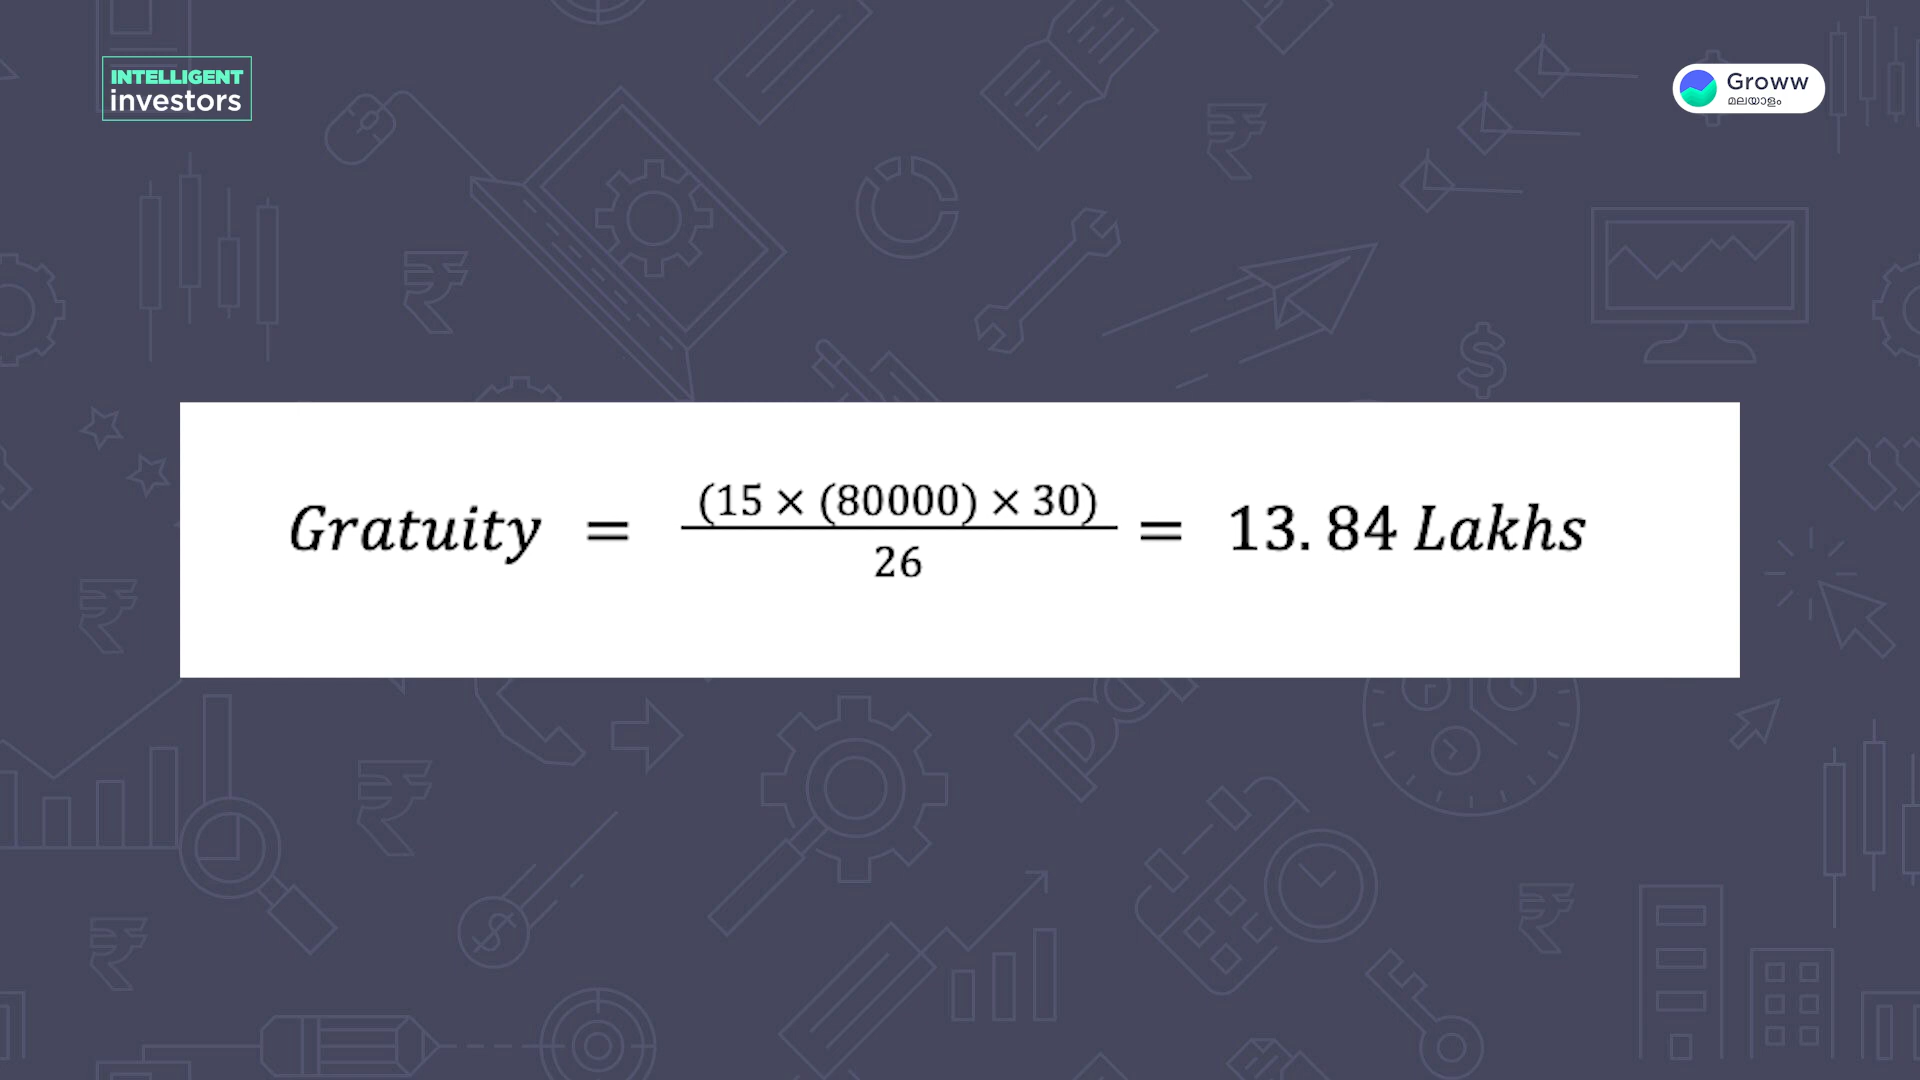 INTELLIGENT
investors
Groww
മലയാളം
Gratuity = (15 × (80000) × 30) / 26 = 13.84 Lakhs